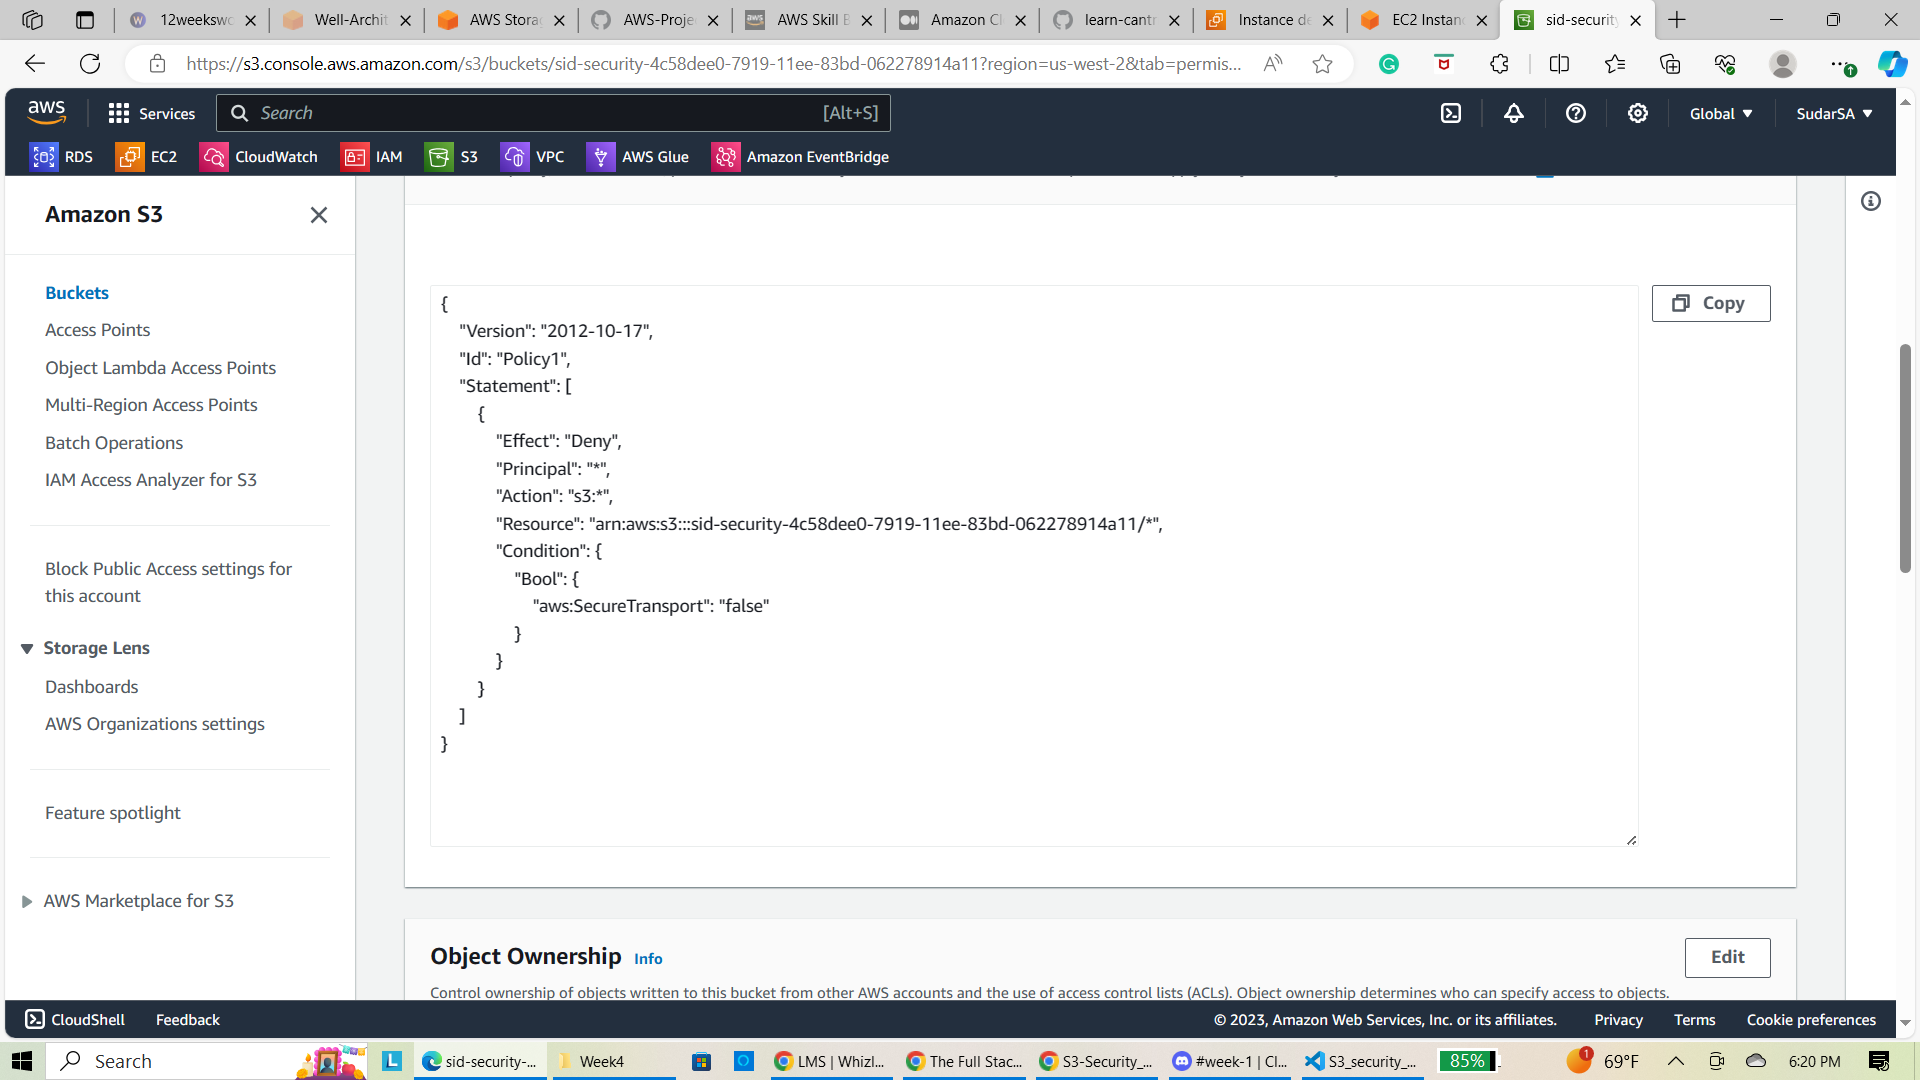 12weekswo
Well-Archit
AWS Stora
AWS-Proje
AWS Skill B
Amazon Cl
learn-cantr
Instance de
EC2 Instanc
sid-security
https://s3.console.aws.amazon.com/s3/buckets/sid-security-4c58dee0-7919-11ee-83bd-062278914a11?region=us-west-2&tab=permis...
aws
Services
Search
[Alt+S]
Global
SudarSA
RDS
EC2
CloudWatch
IAM
S3
VPC
AWS Glue
Amazon EventBridge
Amazon S3
Buckets
Access Points
Object Lambda Access Points
Multi-Region Access Points
Batch Operations
IAM Access Analyzer for S3
Block Public Access settings for
this account
Storage Lens
Dashboards
AWS Organizations settings
Feature spotlight
AWS Marketplace for S3
Copy
{
"Version": "2012-10-17",
"Id": "Policy1",
"Statement": [
{
"Effect": "Deny",
"Principal": "*",
"Action": "s3:*",
"Resource": "arn:aws:s3:::sid-security-4c58dee0-7919-11ee-83bd-062278914a11/*",
"Condition": {
"Bool": {
"aws:SecureTransport": "false"
}
}
}
]
}
Object Ownership Info
Edit
Control ownership of objects written to this bucket from other AWS accounts and the use of access control lists (ACLs). Object ownership determines who can specify access to objects.
CloudShell
Feedback
© 2023, Amazon Web Services, Inc. or its affiliates.
Privacy
Terms
Cookie preferences
Search
L
sid-security-...
Week4
LMS | Whizl...
The Full Stac...
S3-Security_...
#week-1 | Cl...
S3_security_...
85%
1
69°F
6:20 PM